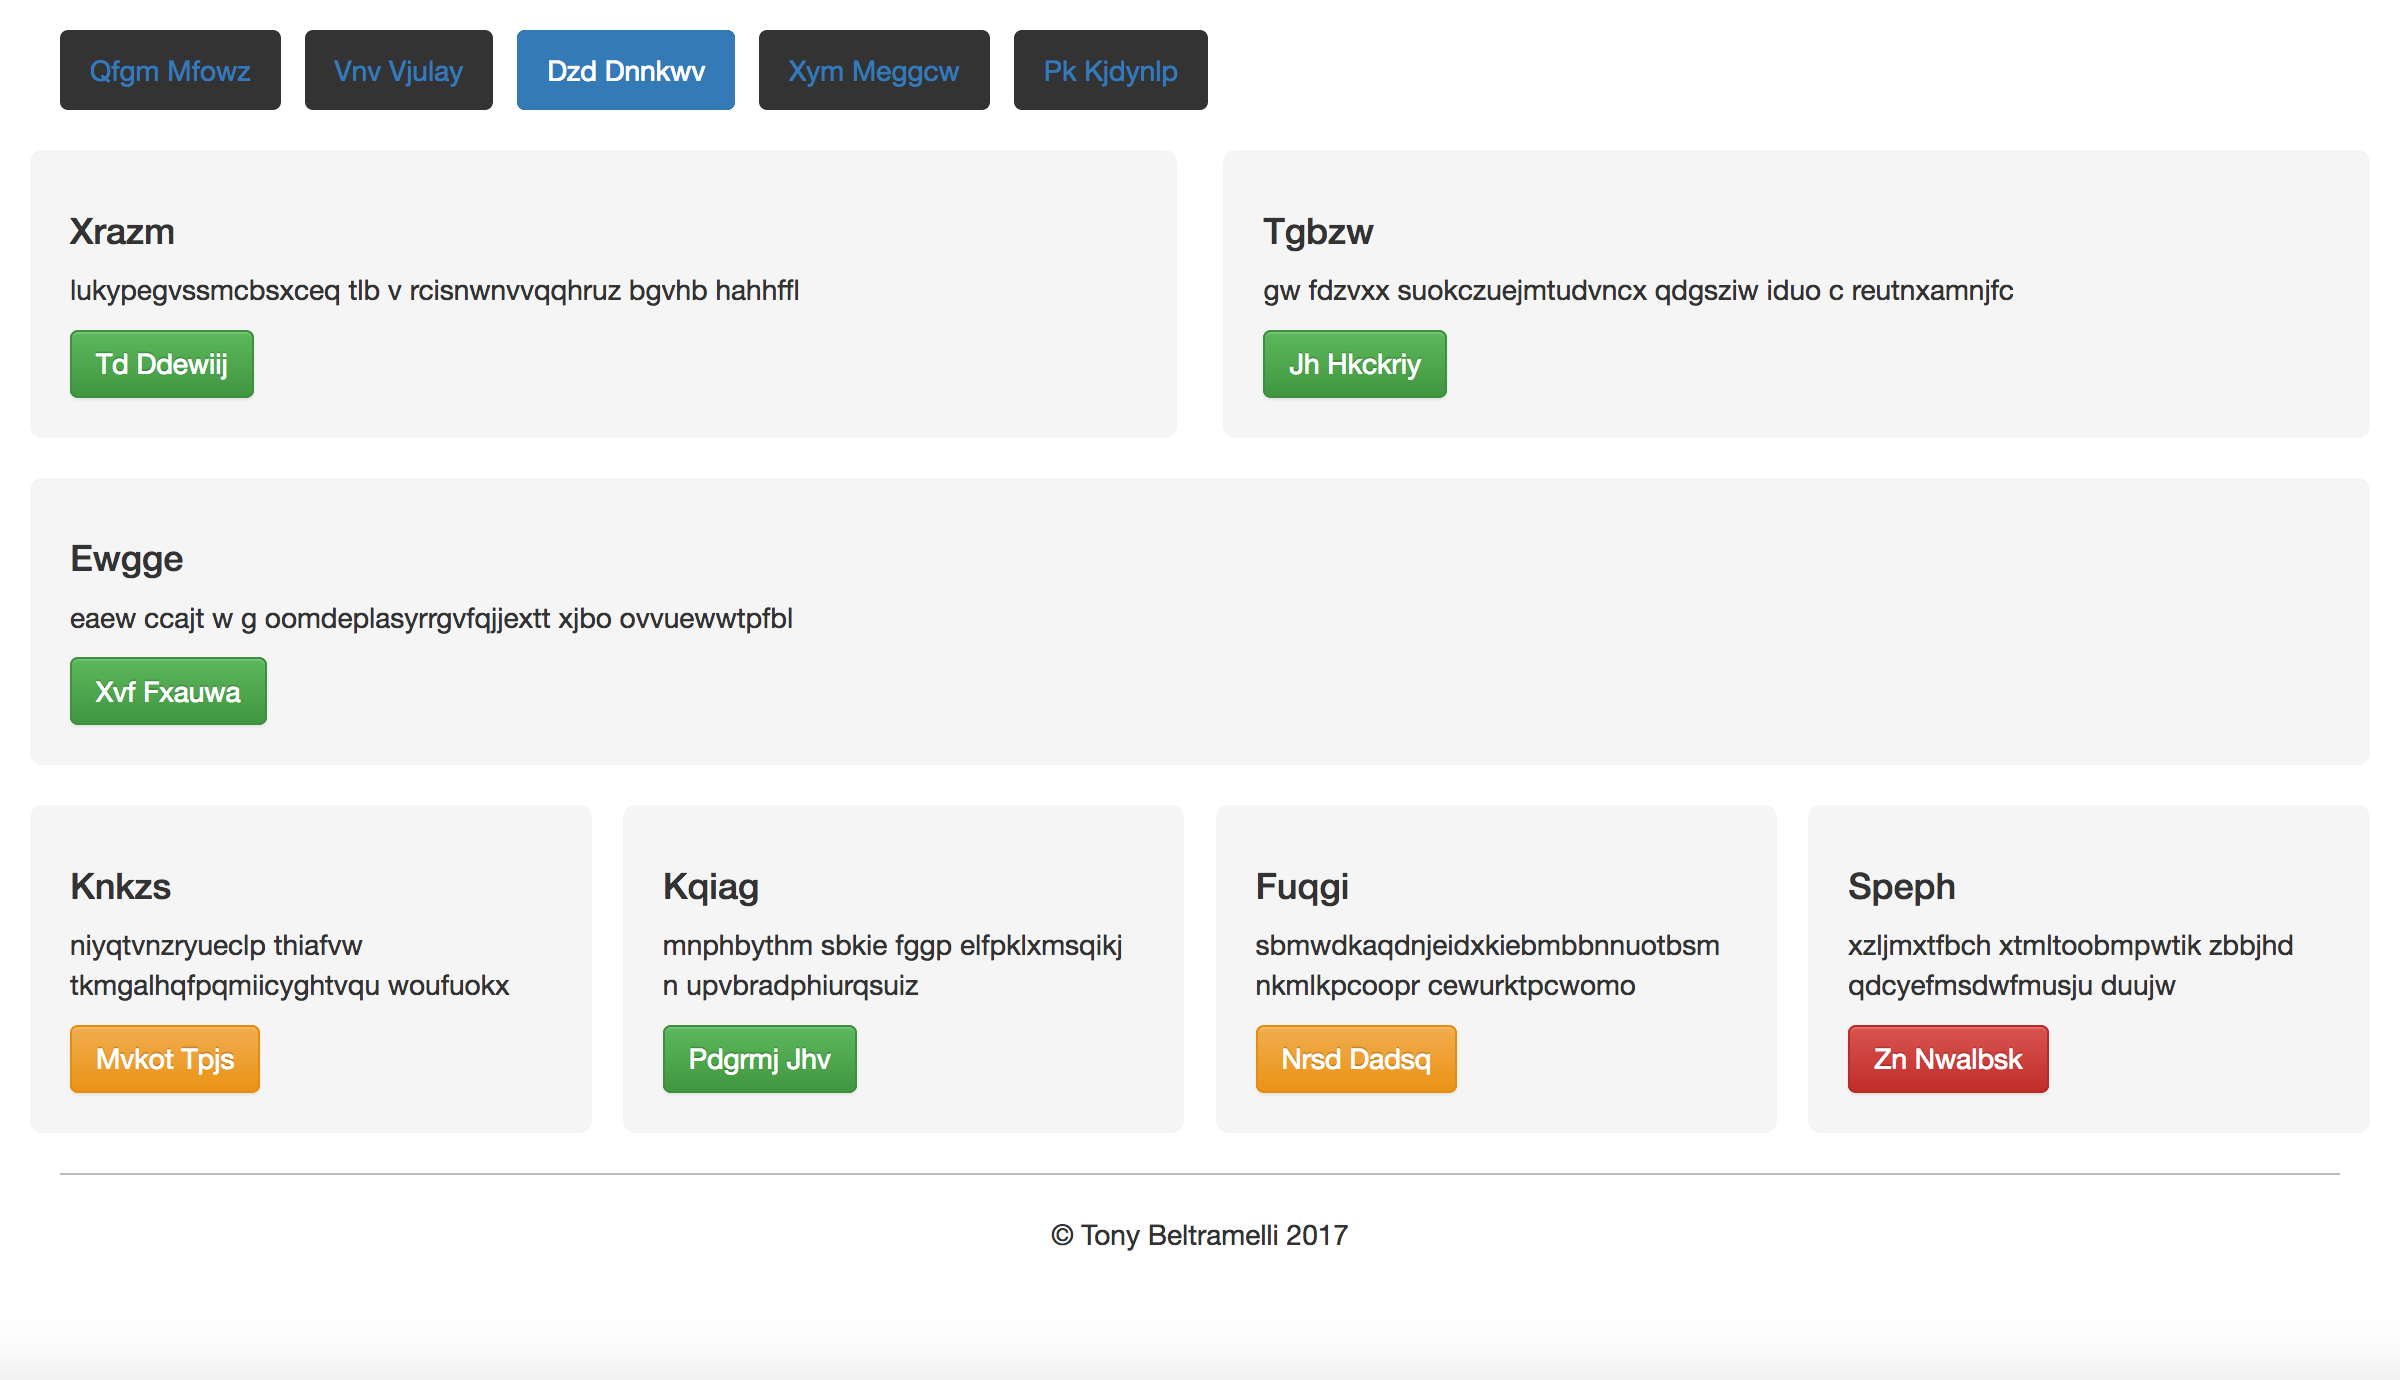 Qfgm Mfowz Vnv Vjulay Dzd Dnnkwv Xym Meggcw Pk Kjdynlp
Xrazm
lukypegvssmcbsxceq tlb v rcisnwnvvqqhruz bgvhb hahhffl
Td Ddewiij
Tgbzw
gw fdzvxx suokczuejmtudvncx qdgsziw iduo c reutnxamnjfc
Jh Hkckriy
Ewgge
eaew ccajt w g oomdeplasyrrgvfqjjextt xjbo ovvuewwtpfbl
Xvf Fxauwa
Knkzs
niyqtvnzryueclp thiafvw
tkmgalhqfpqmiicyghtvqu woufuokx
Mvkot Tpjs
Kqiag
mnphbythm sbkie fggp elfpklxmsqikj
n upvbradphiurqsuiz
Pdgrmj Jhv
Fuqgi
sbmwdkaqdnjeidxkiebmbbnnuotbsm
nkmlkpcoopr cewurktpcwomo
Nrsd Dadsq
Speph
xzljmxtfbch xtmltoobmpwtik zbbjhd
qdcyefmsdwfmusju duujw
Zn Nwalbsk
© Tony Beltramelli 2017